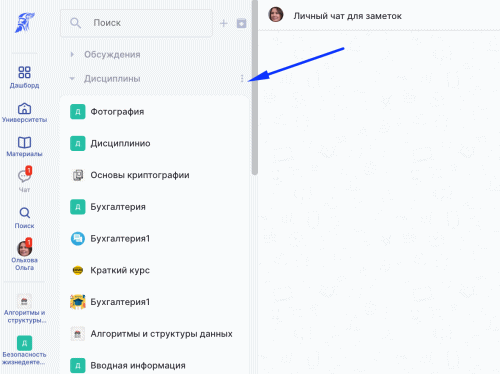 Поиск
Личный чат для заметок
Обсуждения
Дисциплины
Дашборд
Университеты
Материалы
1
Чат
Поиск
1
Ольхова
Ольга
Алгоритмы и
структуры...
Д
Безопасность
жизнедеяте...
Д
Фотография
Д
Дисциплинио
Основы криптографии
Д
Бухгалтерия
Бухгалтерия1
Краткий курс
Бухгалтерия1
Алгоритмы и структуры данных
Д
Вводная информация